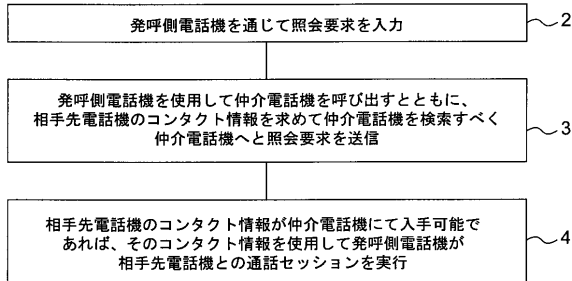 発呼側電話機を通じて照会要求を入力
2
発呼側電話機を使用して仲介電話を呼び出すとともに、
相手先電話機のコンタクト情報を求めて仲介電話機を検索すべく
仲介電話機へと照会要求を送信
3
相手先電話機のコンタクト情報が仲介電話機にて入手可能で
あれば、そのコンタクト情報を使用して発呼側電話機が
相手先電話機との通話セッションを実行
4